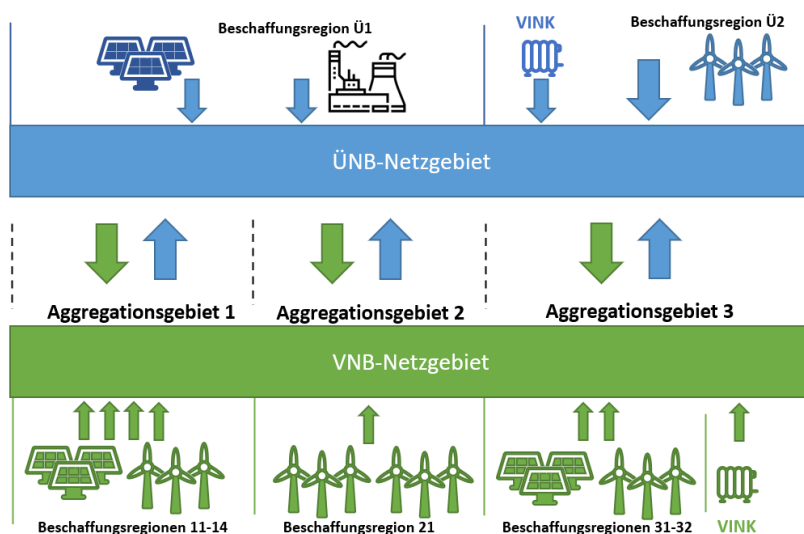 Beschaffungsregion Ü1
VINK
Beschaffungsregion Ü2
ÜNB-Netzgebiet
Aggregationsgebiet 1
Aggregationsgebiet 2
Aggregationsgebiet 3
VNB-Netzgebiet
Beschaffungsregionen 11-14
Beschaffungsregion 21
Beschaffungsregionen 31-32
VINK